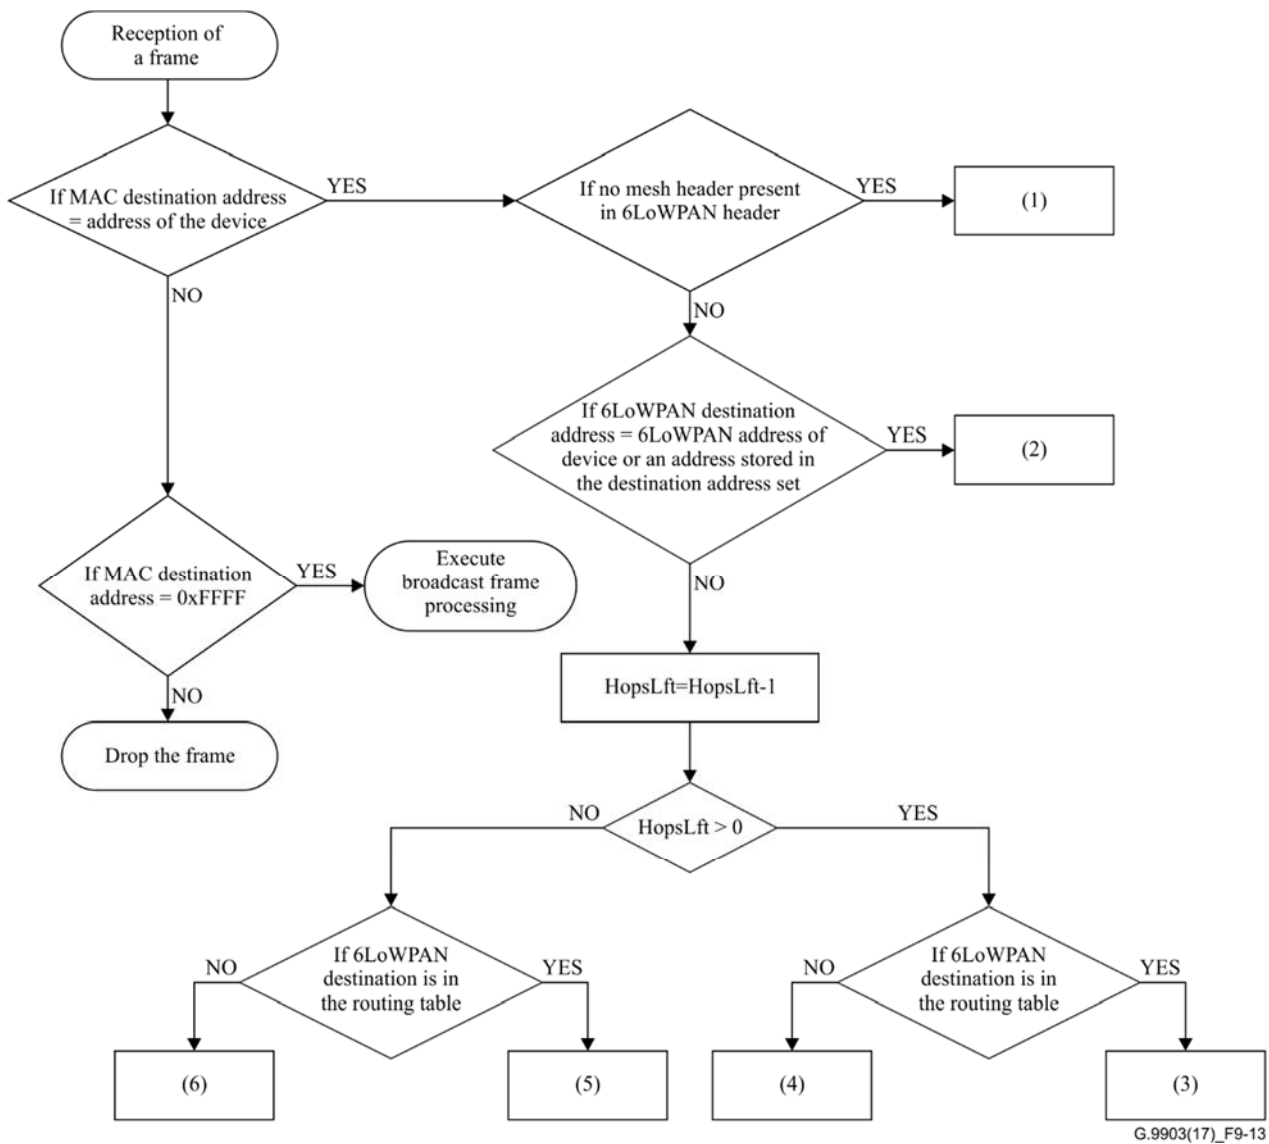 Reception of
a frame
If MAC destination address
= address of the device
YES
If no mesh header present
in 6LoWPAN header
YES
(1)
NO
NO
If 6LoWPAN destination
address = 6LoWPAN address of
device or an address stored in
the destination address set
YES
(2)
If MAC destination
address = 0xFFFF
YES
Execute
broadcast frame
processing
NO
NO
HopsLft=HopsLft-1
Drop the frame
NO
HopsLft > 0
YES
If 6LoWPAN
destination is in
the routing table
NO
YES
If 6LoWPAN
destination is in
the routing table
NO
YES
(6)
(5)
(4)
(3)
G.9903(17)_F9-13